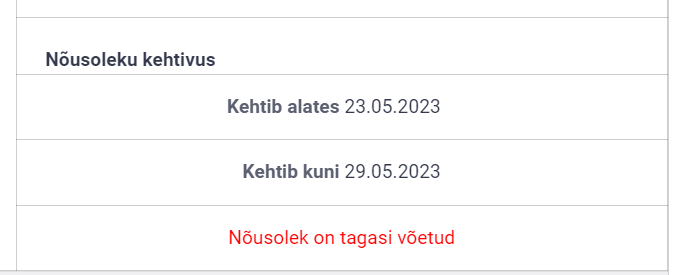 Nõusoleku kehtivus
Kehtib alates 23.05.2023
Kehtib kuni 29.05.2023
Nõusolek on tagasi võetud